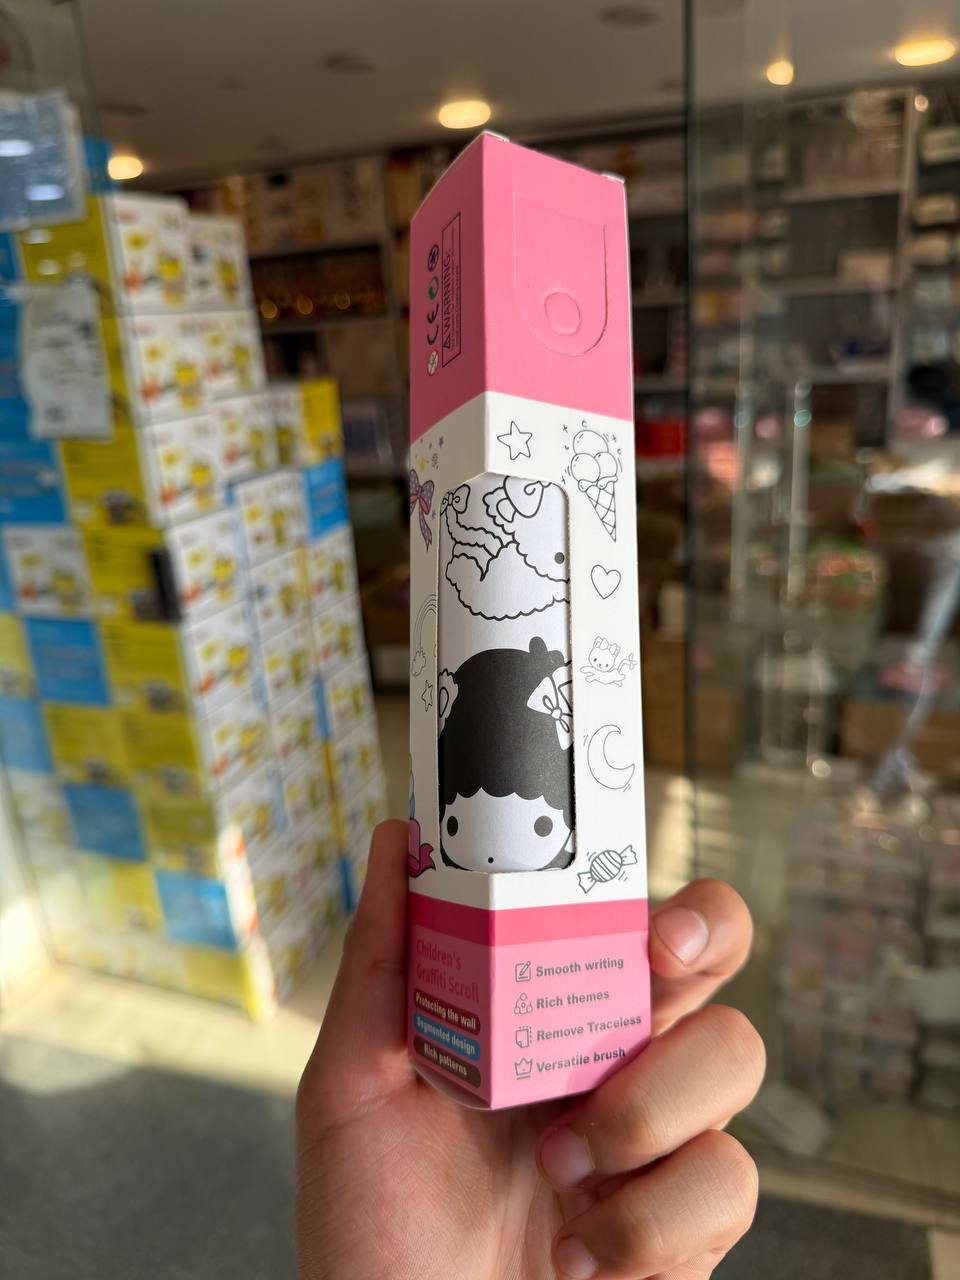 CE
WARNING:
Children's
Graffiti Scroll
Protecting the wall
Segmented design
Rich patterns
Smooth writing
Rich themes
Remove Traceless
Versatile brush